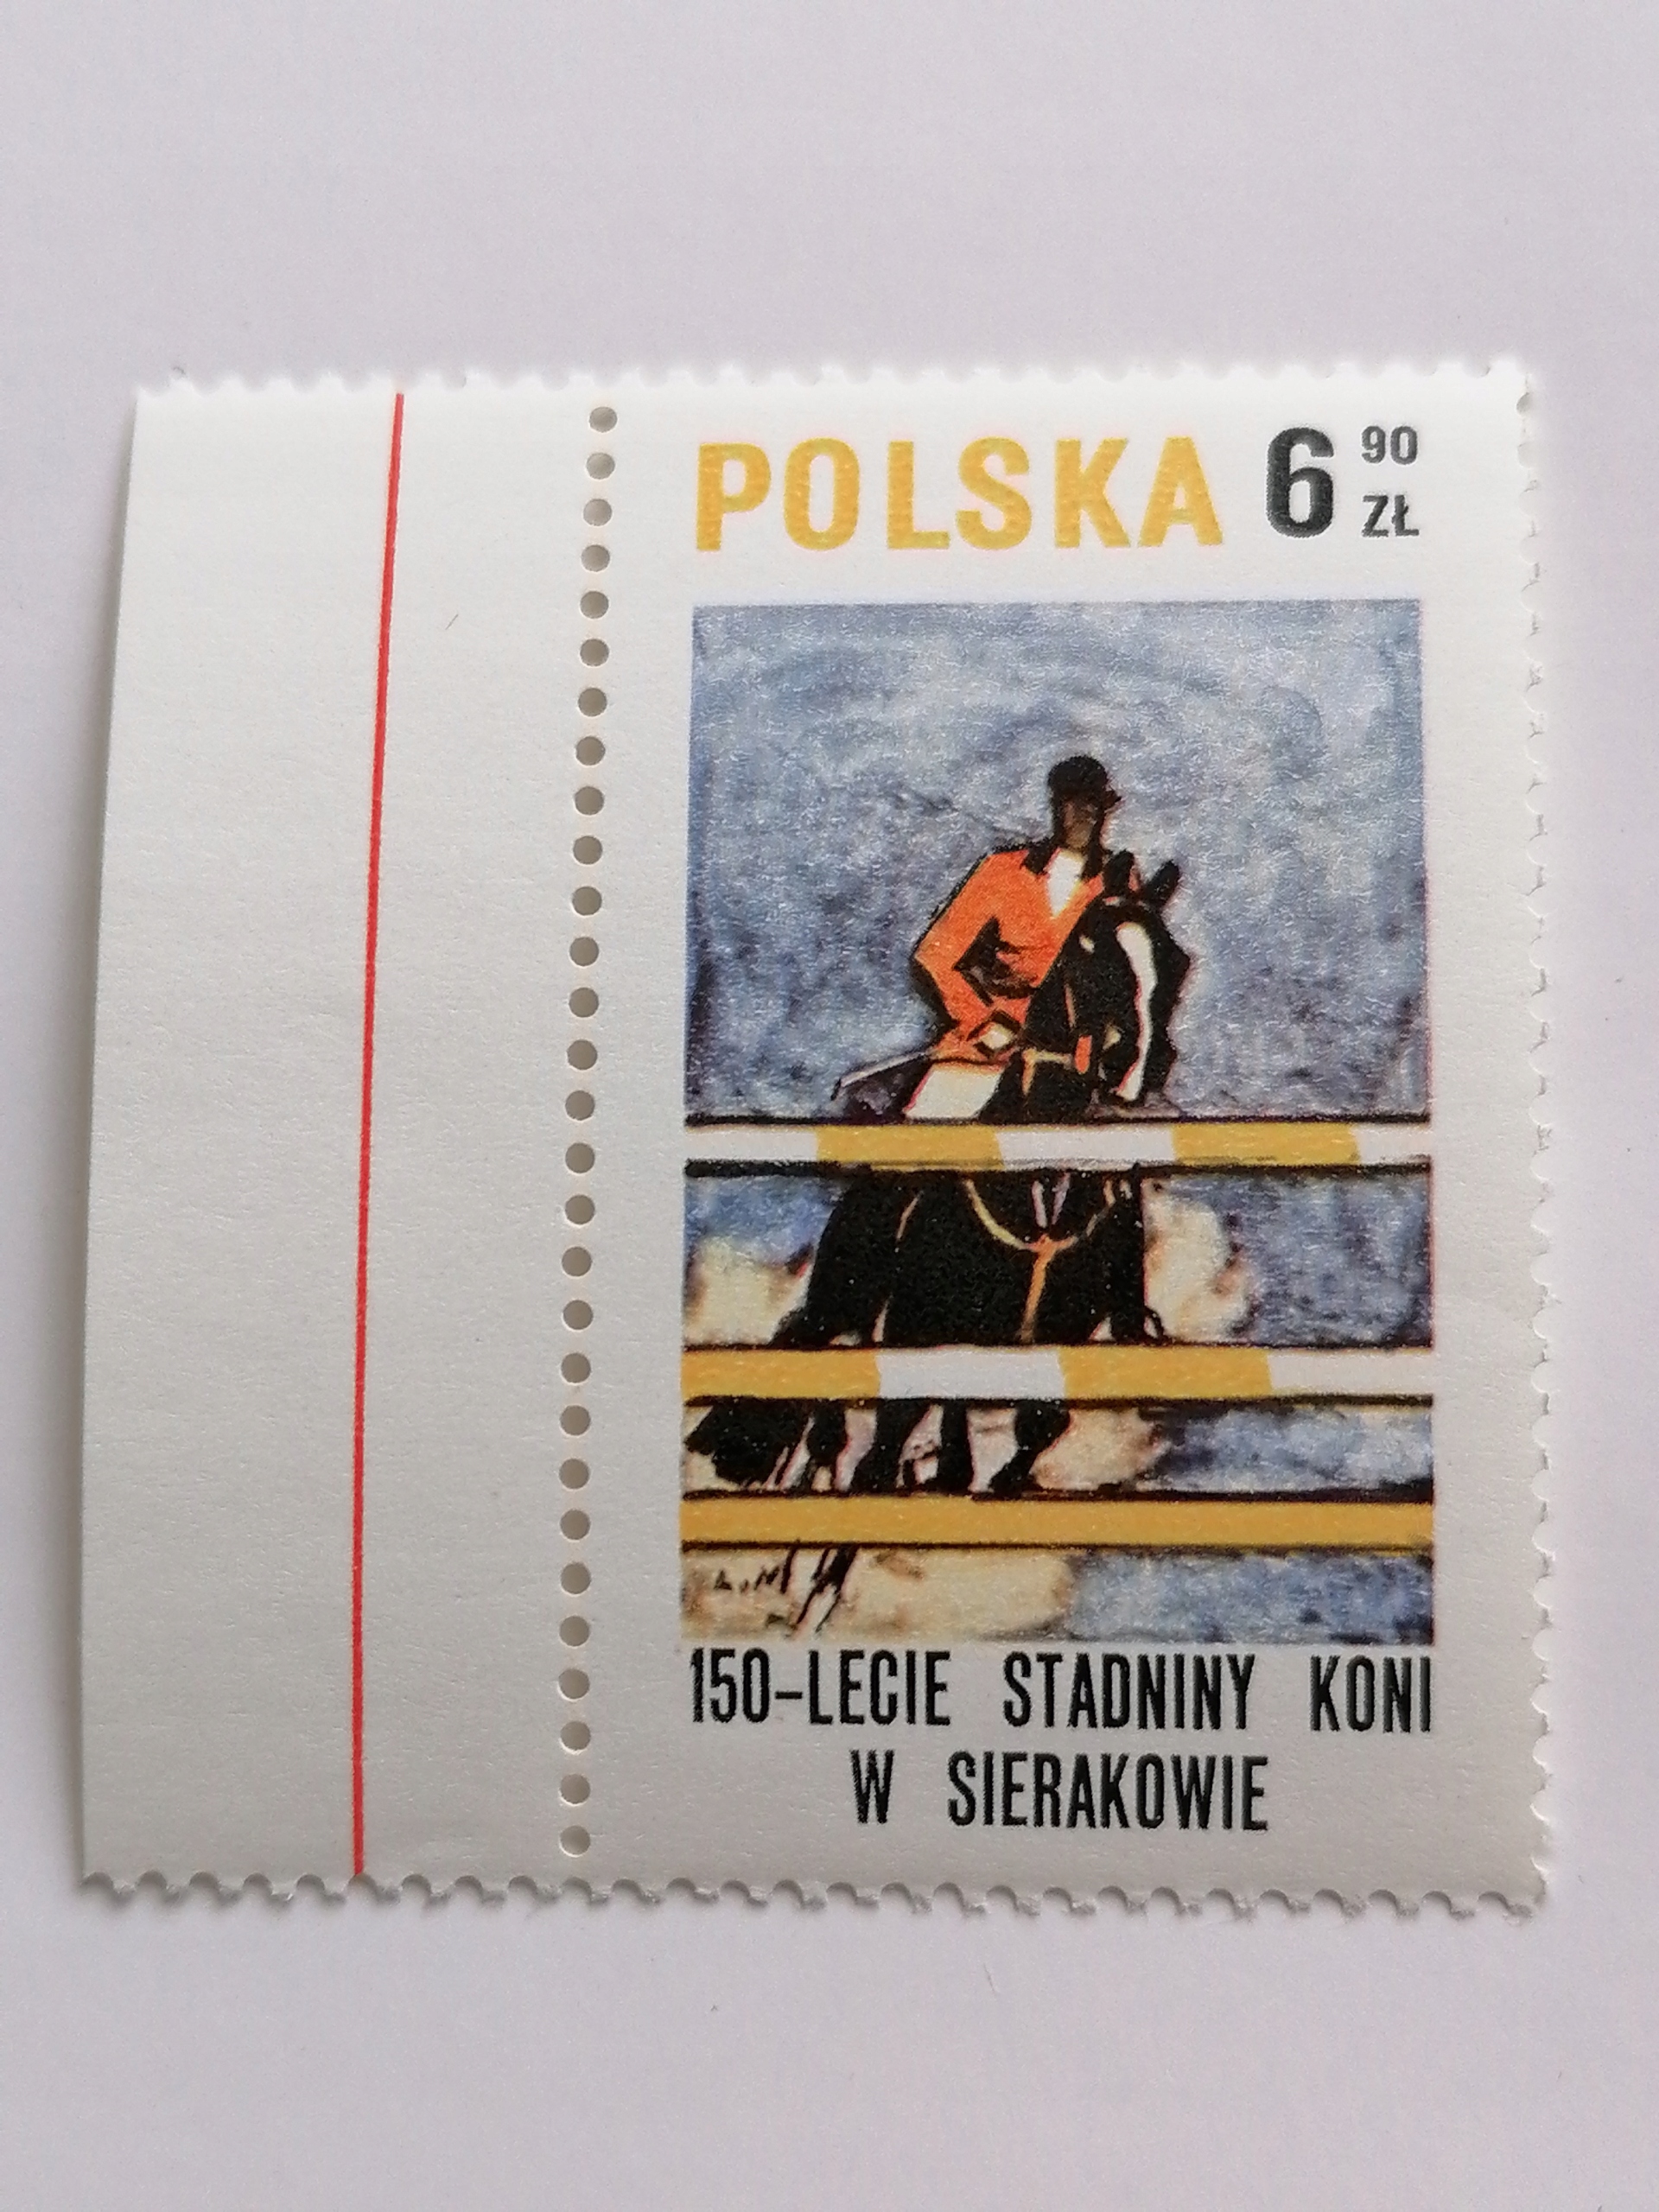 POLSKA 6 90 ZŁ
150-LECIE STADNINY KONI
W SIERAKOWIE